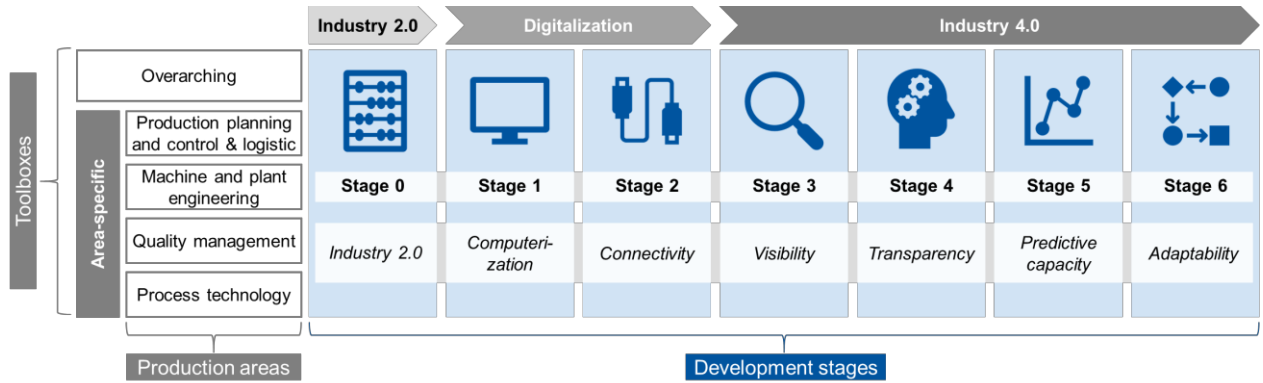 Industry 2.0
Digitalization
Industry 4.0
Toolboxes
Overarching
Area-specific
Production planning
and control & logistic
Machine and plant
engineering
Quality management
Process technology
Stage 0
Stage 1
Stage 2
Stage 3
Stage 4
Stage 5
Stage 6
Industry 2.0
Computeri-
zation
Connectivity
Visibility
Transparency
Predictive
capacity
Adaptability
Production areas
Development stages